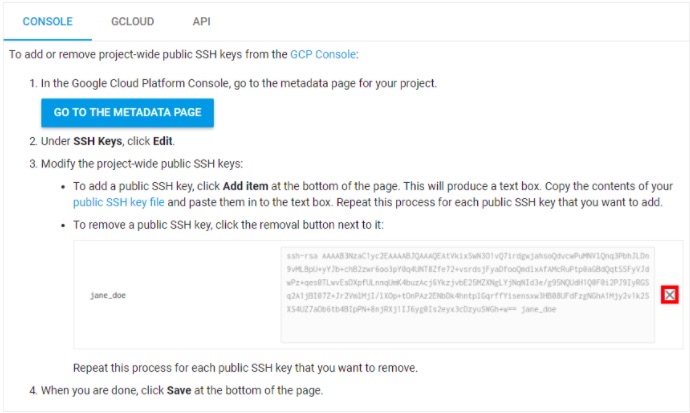 CONSOLE GCLOUD API
To add or remove project-wide public SSH keys from the GCP Console:
1. In the Google Cloud Platform Console, go to the metadata page for your project.
GO TO THE METADATA PAGE
2. Under SSH Keys, click Edit.
3. Modify the project-wide public SSH keys:
• To add a public SSH key, click Add item at the bottom of the page. This will produce a text box. Copy the contents of your
public SSH key file and paste them in to the text box. Repeat this process for each public SSH key that you want to add.
• To remove a public SSH key, click the removal button next to it:
ssh-rsa
jane_doe
jane_doe
Repeat this process for each public SSH key that you want to remove.
4. When you are done, click Save at the bottom of the page.